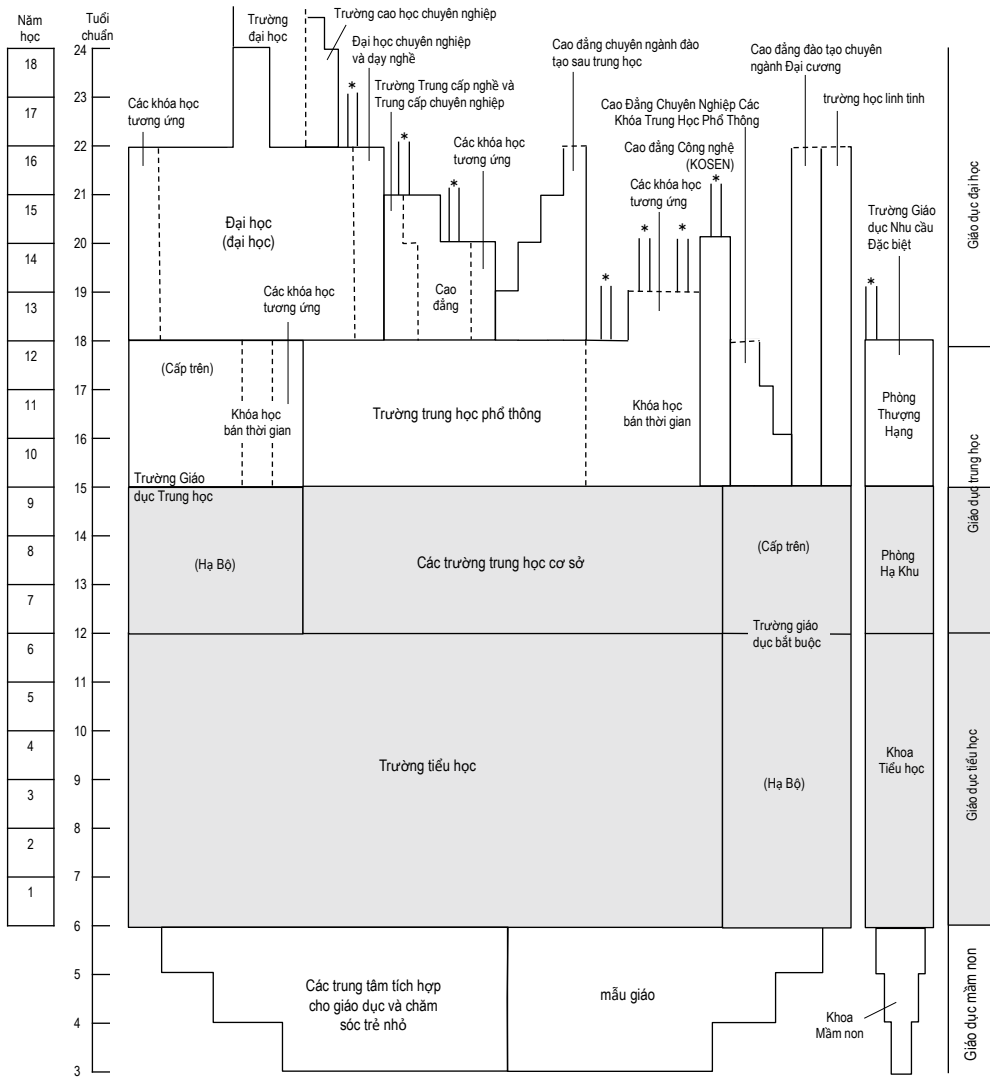 Năm
học
Tuổi
chuẩn
Trường
đại học
Trường cao học chuyên nghiệp
Đại học chuyên nghiệp
và dạy nghề
Trường Trung cấp nghề và
Trung cấp chuyên nghiệp
Cao đẳng chuyên ngành đào
tạo sau trung học
Cao đẳng đào tạo chuyên
ngành Đại cương
trường học linh tinh
Các khóa học
tương ứng
Cao Đẳng Chuyên Nghiệp Các
Khóa Trung Học Phổ Thông
Cao đẳng Công nghệ
(KOSEN)
Các khóa học
tương ứng
Các khóa học
tương ứng
Trường Giáo
dục Nhu cầu
Đặc biệt
Đại học
(đại học)
Các khóa học
tương ứng
Cao
đẳng
*
*
*
*
*
*
*
*
(Cấp trên)
Khóa học
bán thời gian
Trường trung học phổ thông
Khóa học
bán thời gian
Phòng
Thượng
Hạng
Trường Giáo
dục Trung học
(Hạ Bộ)
Các trường trung học cơ sở
(Cấp trên)
Phòng
Hạ Khu
Trường giáo
dục bắt buộc
Trường tiểu học
(Hạ Bộ)
Khoa
Tiểu học
Các trung tâm tích hợp
cho giáo dục và chăm
sóc trẻ nhỏ
mẫu giáo
Khoa
Mầm non
Giáo dục đại học
Giáo dục trung học
Giáo dục tiểu học
Giáo dục mầm non
18
17
16
15
14
13
12
11
10
9
8
7
6
5
4
3
2
1
24
23
22
21
20
19
18
17
16
15
14
13
12
11
10
9
8
7
6
5
4
3